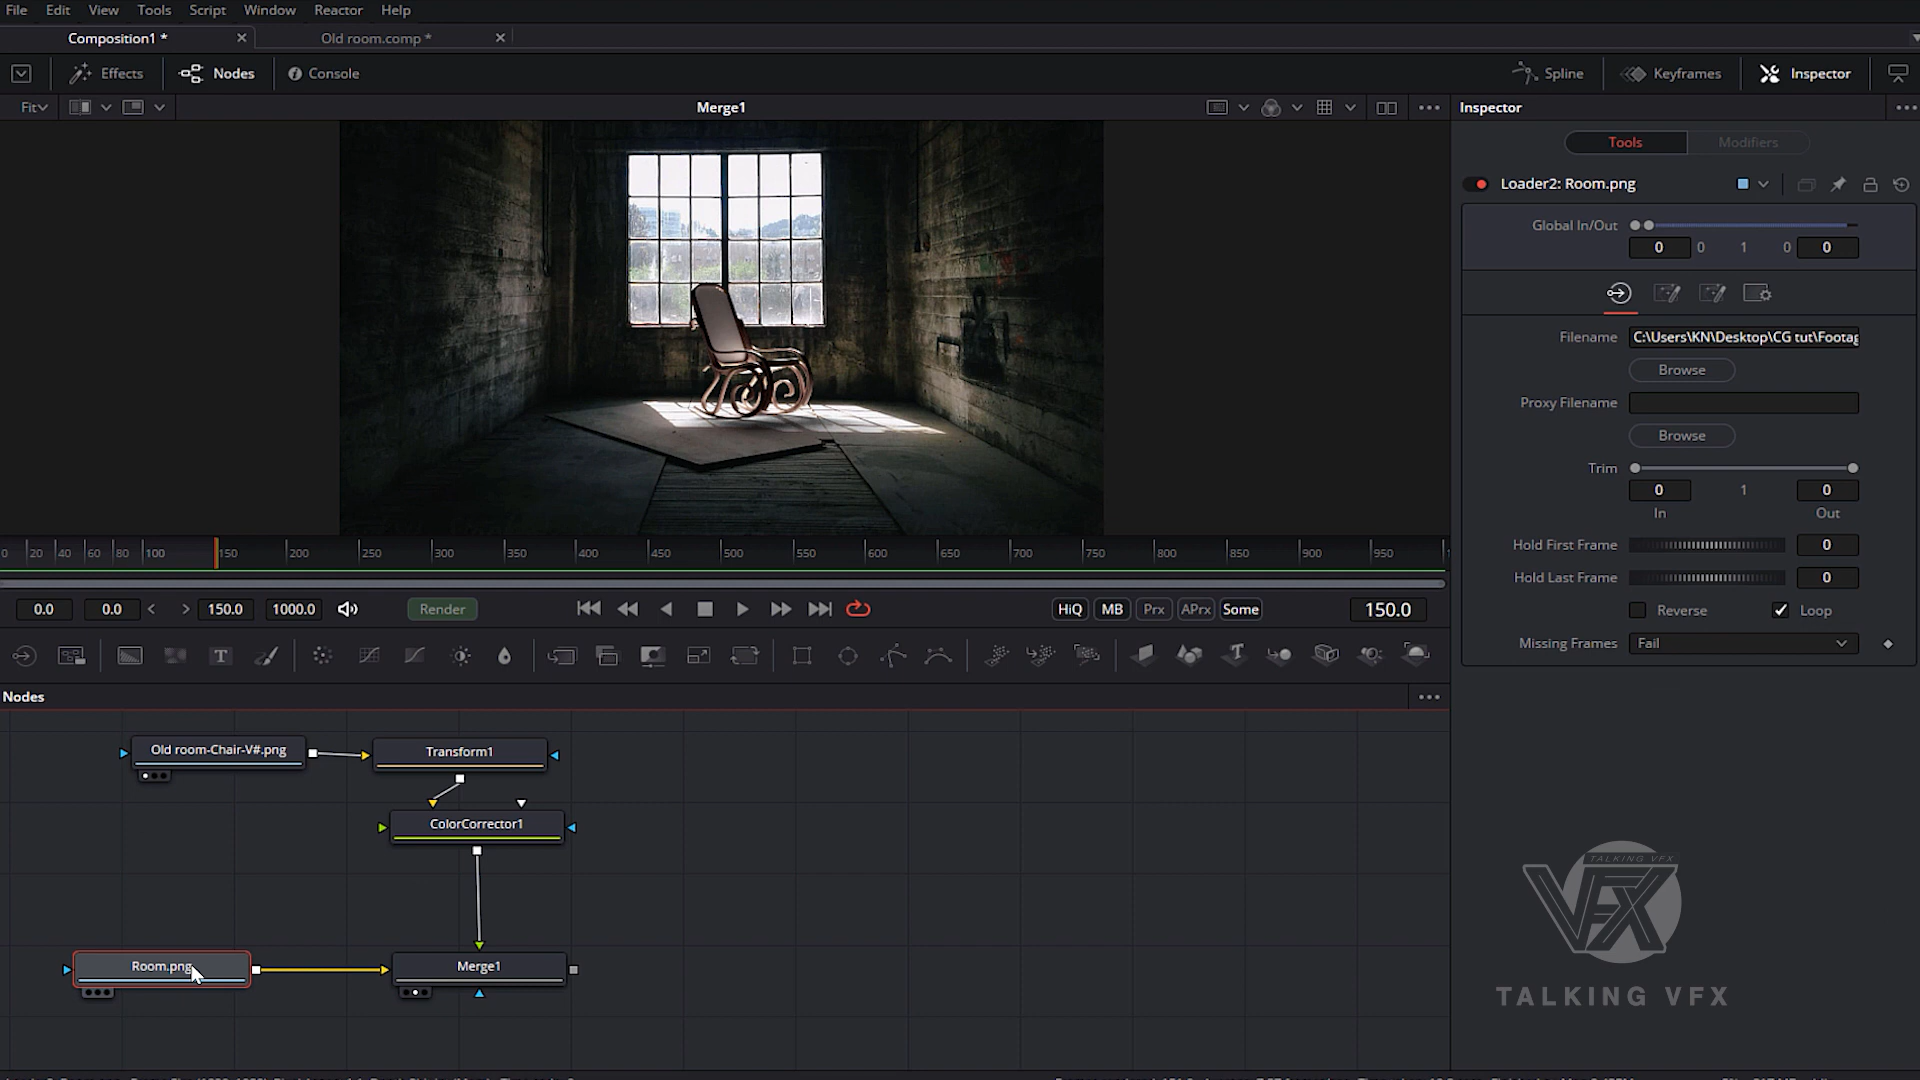 File Edit View Tools Script Window Reactor Help
Composition1 * Old room.comp *
Effects Nodes Console Spline Keyframes Inspector
Fit Merge1 Inspector
Tools Modifiers
Loader2: Room.png
Global In/Out
0 0 1 0 0
Filename C:\Users\KN\Desktop\CG tut\Footag
Browse
Proxy Filename
Browse
Trim
0 1 0
In Out
Hold First Frame 0
Hold Last Frame 0
Reverse Loop
Missing Frames Fail
0 20 40 60 80 100 150 200 250 300 350 400 450 500 550 600 650 700 750 800 850 900 950
0.0 0.0 < > 150.0 1000.0 Render HiQ MB Prx APrx Some 150.0
T
Nodes
Old room-Chair-V#.png Transform1
ColorCorrector1
Room.png Merge1
TALKING VFX
VFX
TALKING VFX